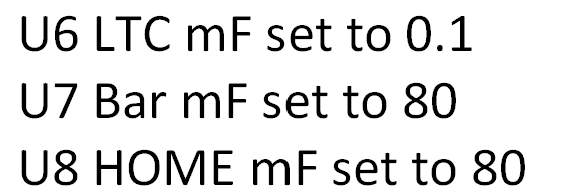 U6 LTC mF set to 0.1
U7 Bar mF set to 80
U8 HOME mF set to 80